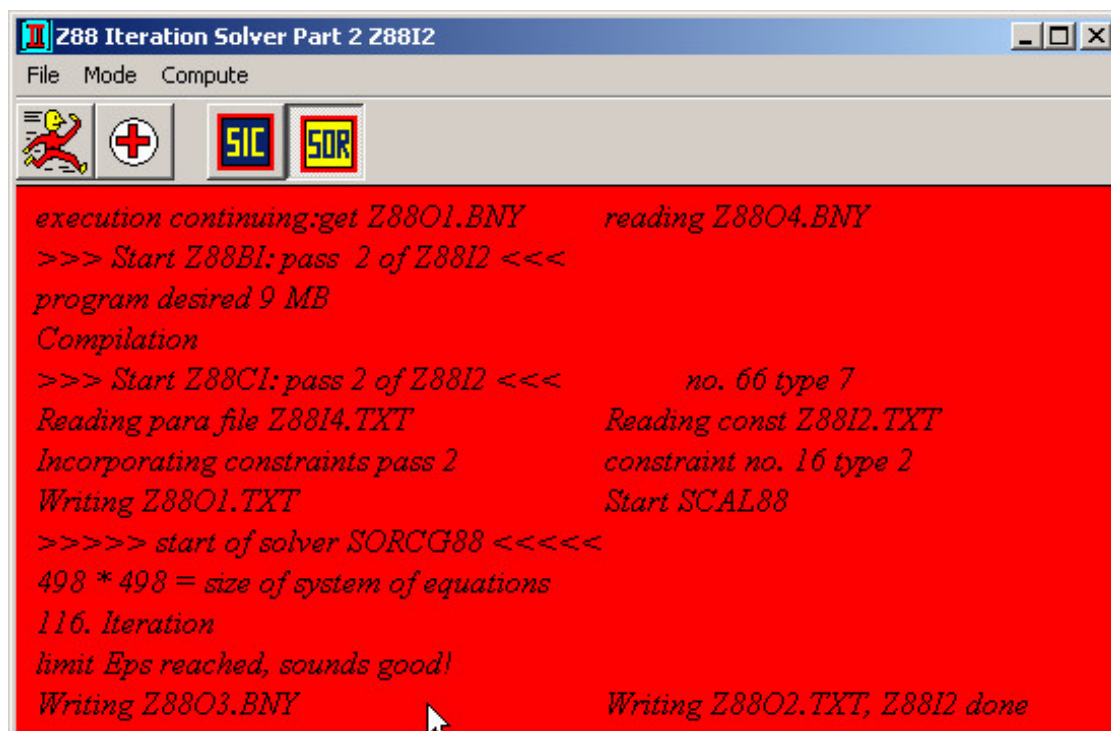 Z88 Iteration Solver Part 2 Z88I2
File Mode Compute
SIC SOR
execution continuing:get Z88O1.BNY reading Z88O4.BNY
>>> Start Z88BI: pass 2 of Z88I2 <<<
program desired 9 MB
Compilation
>>> Start Z88CI: pass 2 of Z88I2 <<< no. 66 type 7
Reading para file Z88I4.TXT Reading const Z88I2.TXT
Incorporating constraints pass 2 constraint no. 16 type 2
Writing Z88O1.TXT Start SCAL88
>>>>> start of solver SORCG88 <<<<<
498 * 498 = size of system of equations
116. Iteration
limit Eps reached, sounds good!
Writing Z88O3.BNY Writing Z88O2.TXT, Z88I2 done